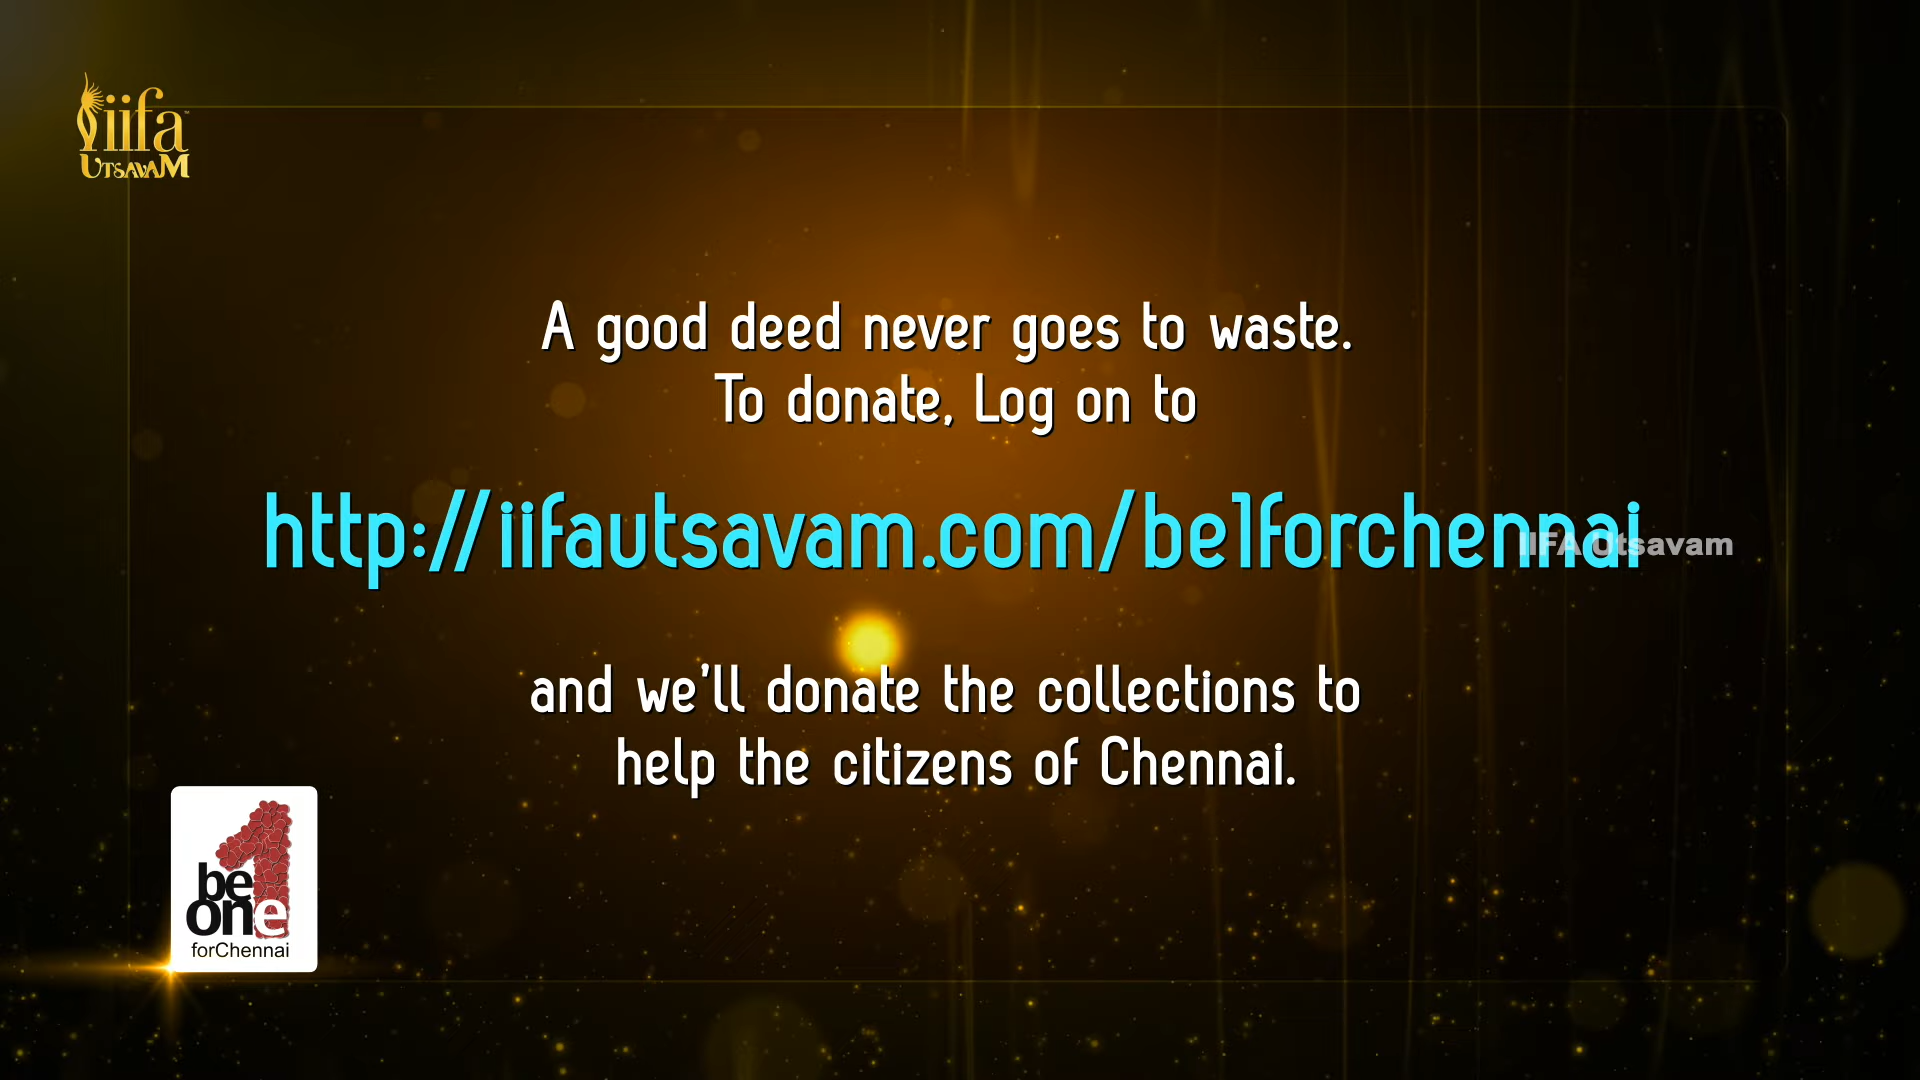 iifa
UTSAVAM
A good deed never goes to waste.
To donate, Log on to
http://iifautsavam.com/be1forchennai
IIFA Utsavam
and we'll donate the collections to
help the citizens of Chennai.
1
be
one
forChennai